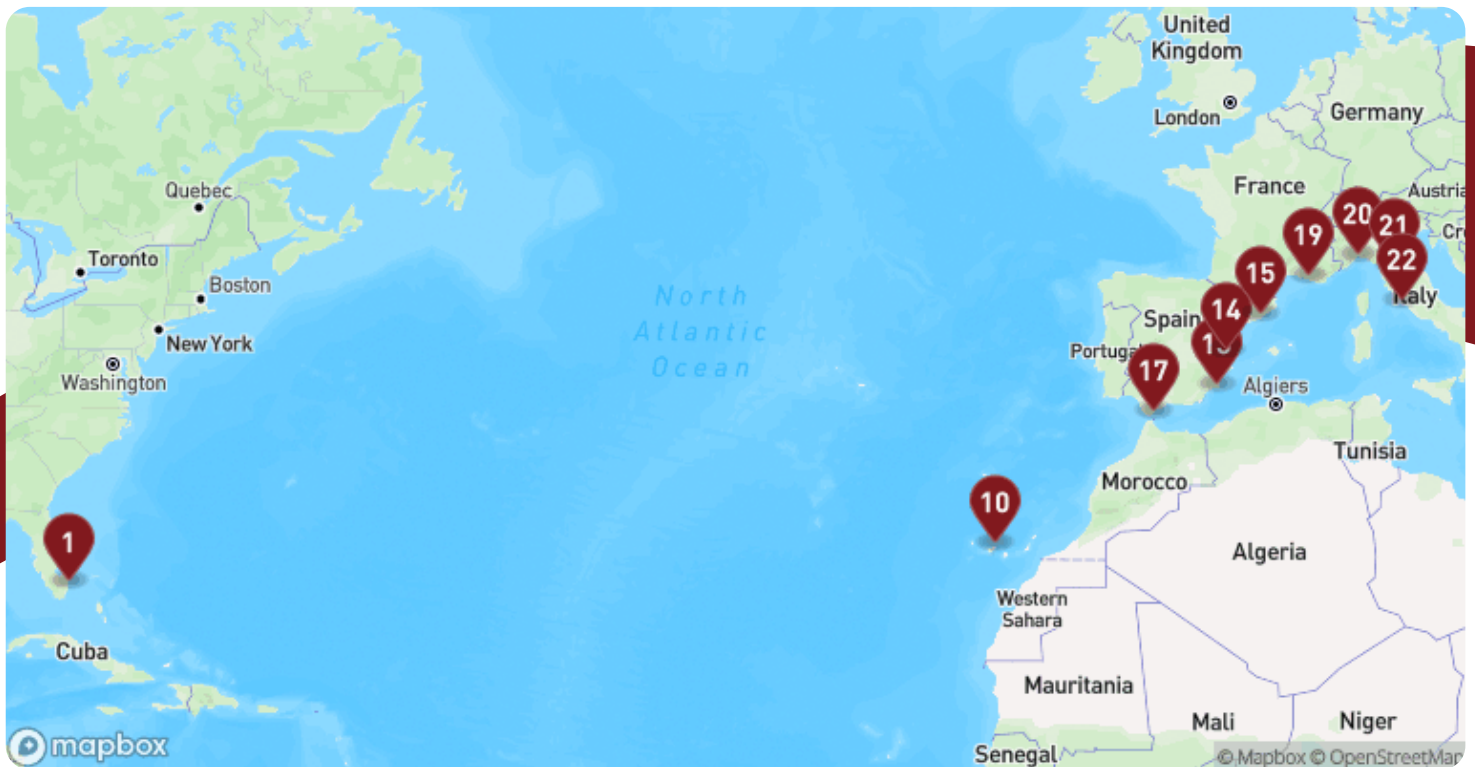 United
Kingdom
London
Germany
Quebec
France
Austria
20
21
Cr
19
Toronto
22
15
Boston
Italy
North
Atlantic
Ocean
14
Spain
New York
Portuga
17
Washington
Algiers
Tunisia
Morocco
10
1
Algeria
Western
Sahara
Cuba
Mauritania
Mali
Niger
mapbox
Senegal
© Mapbox © OpenStreetMap